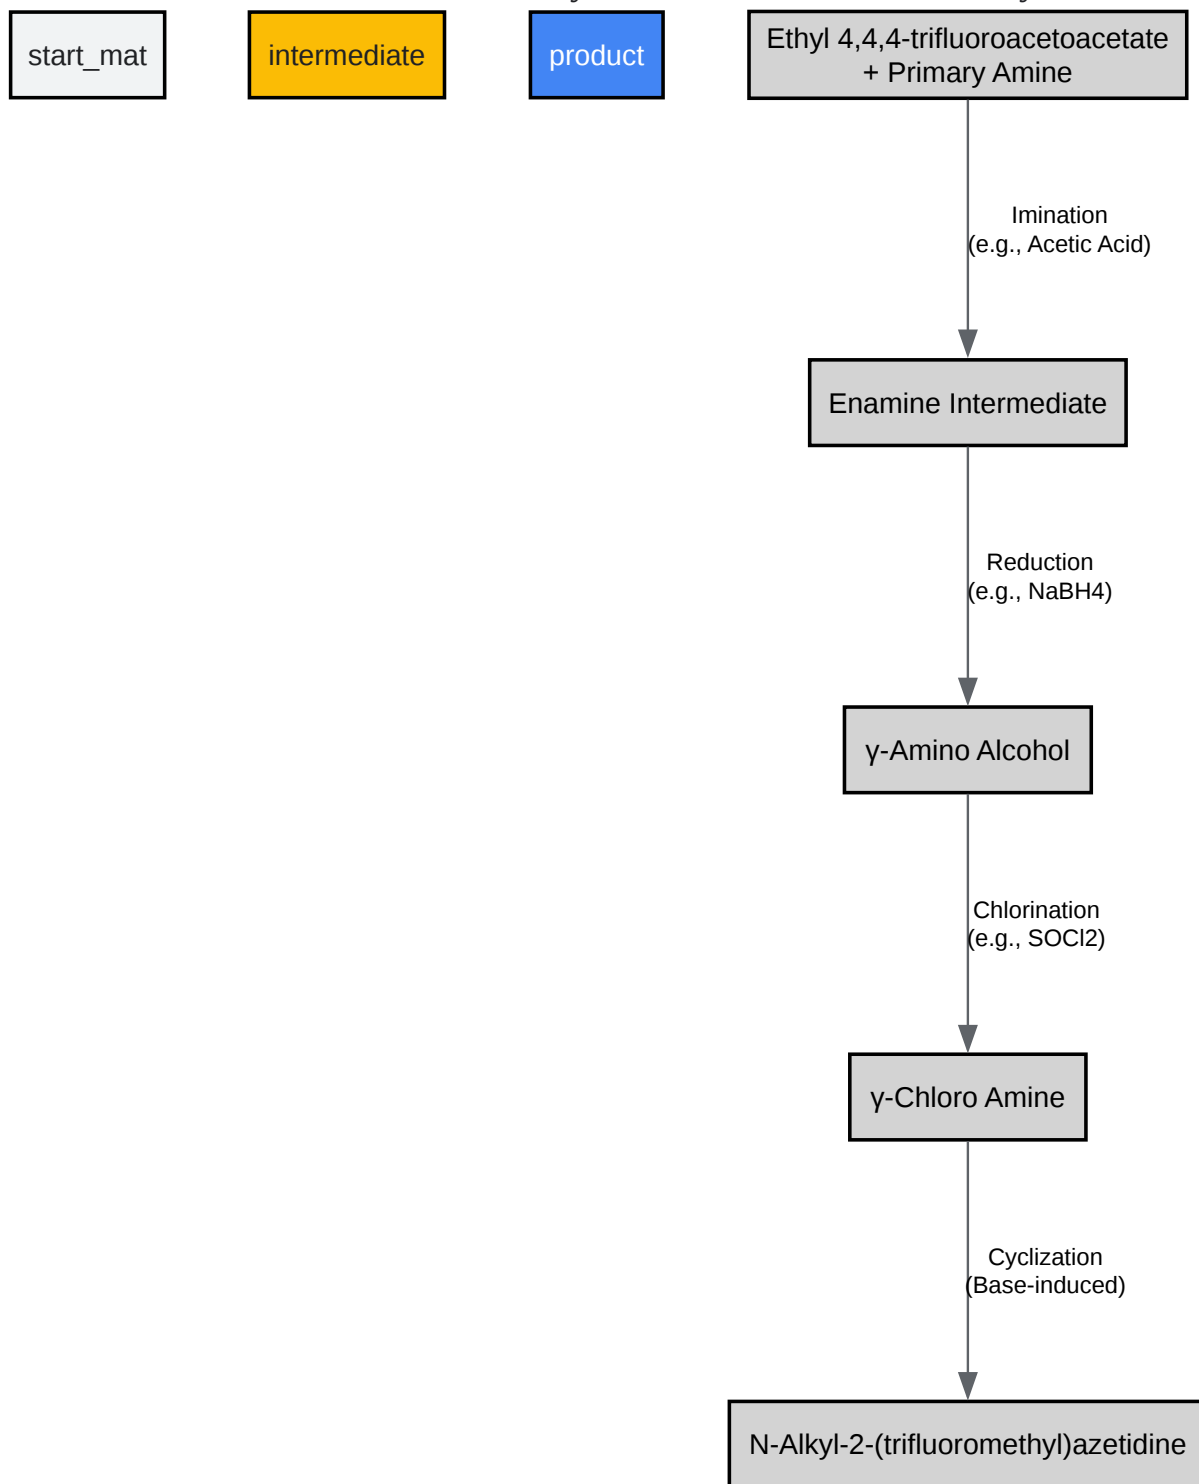 start_mat
intermediate
product
Ethyl 4,4,4-trifluoroacetoacetate
+ Primary Amine
Imination
(e.g., Acetic Acid)
Enamine Intermediate
Reduction
(e.g., NaBH4)
γ-Amino Alcohol
Chlorination
(e.g., SOCl2)
γ-Chloro Amine
Cyclization
(Base-induced)
N-Alkyl-2-(trifluoromethyl)azetidine